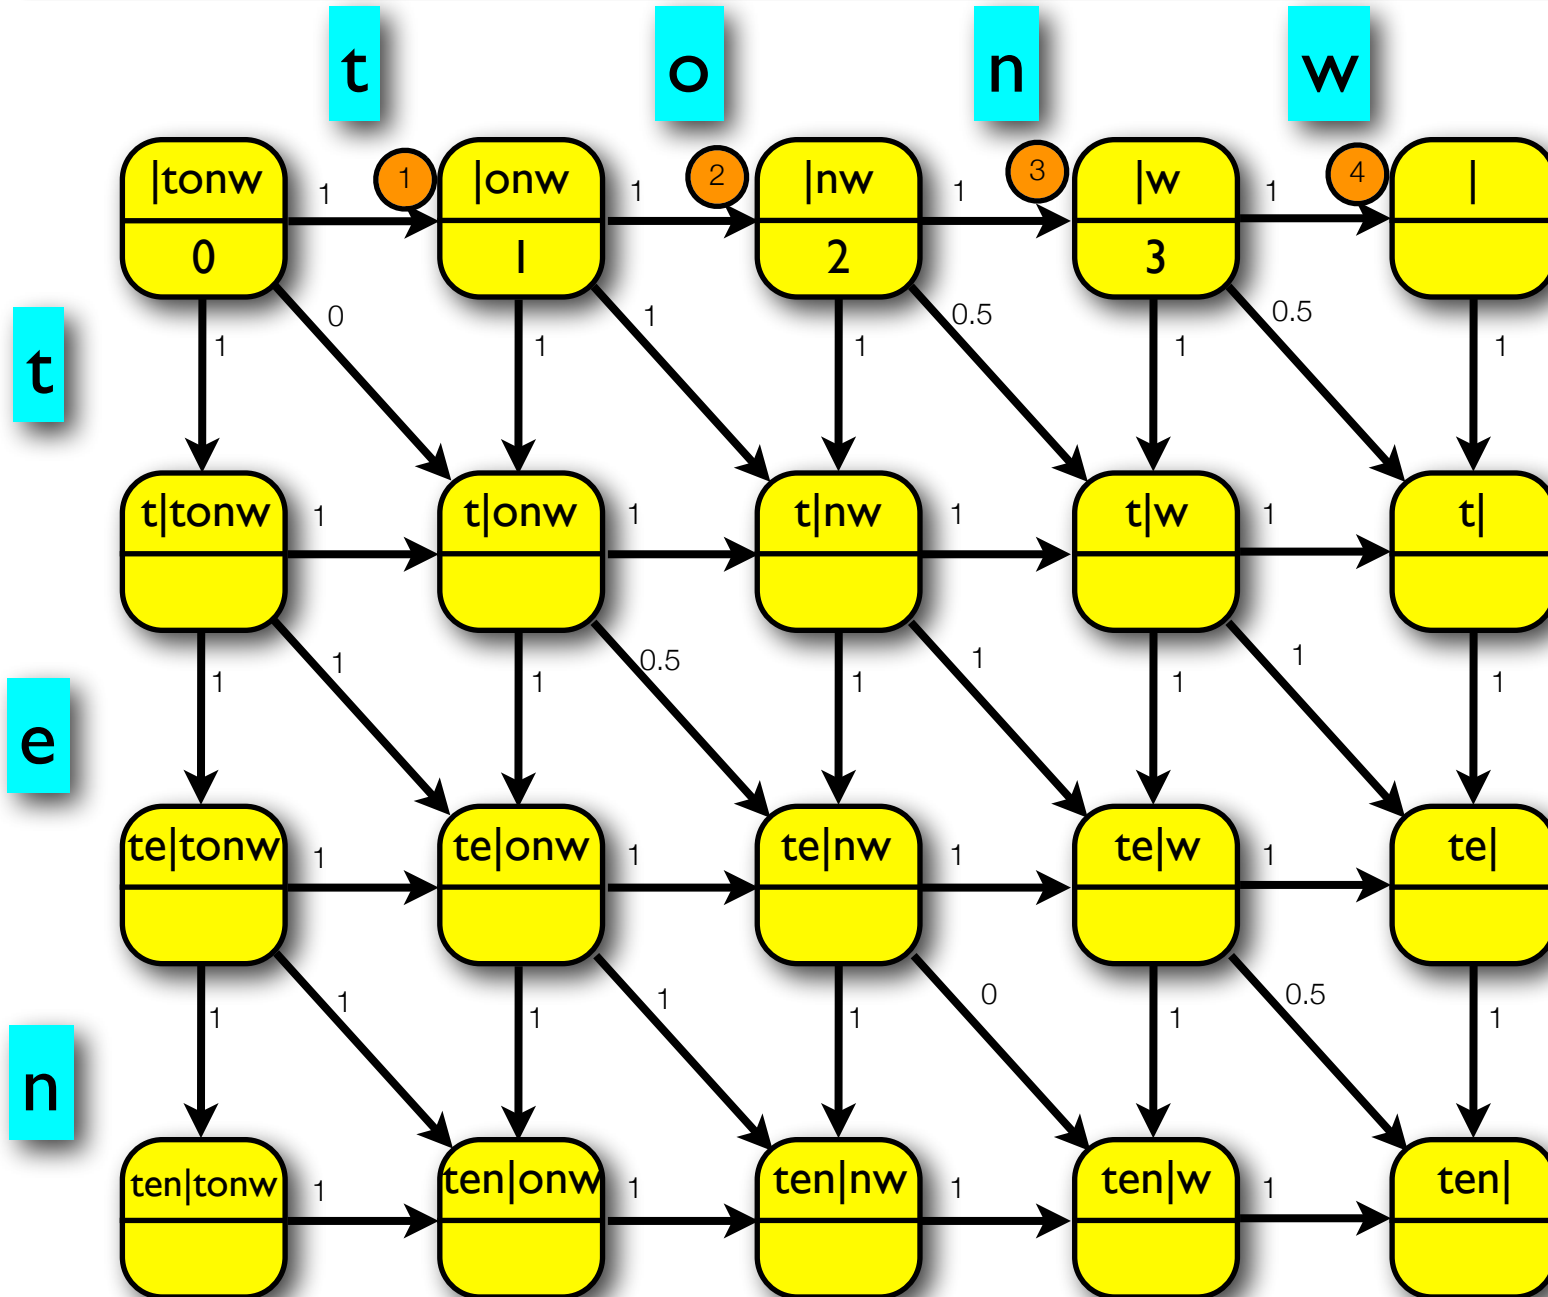 t o n w
|tonw 1 1 |onw 1 2 |nw 1 3 |w 1 4 |
0 1 2 3
t 1 0 1 1 1 0.5 1 0.5 1
t|tonw 1 t|onw 1 t|nw 1 t|w 1 t|
e 1 1 1 0.5 1 1 1 1 1
te|tonw 1 te|onw 1 te|nw 1 te|w 1 te|
n 1 1 1 1 1 0 1 0.5 1
ten|tonw 1 ten|onw 1 ten|nw 1 ten|w 1 ten|